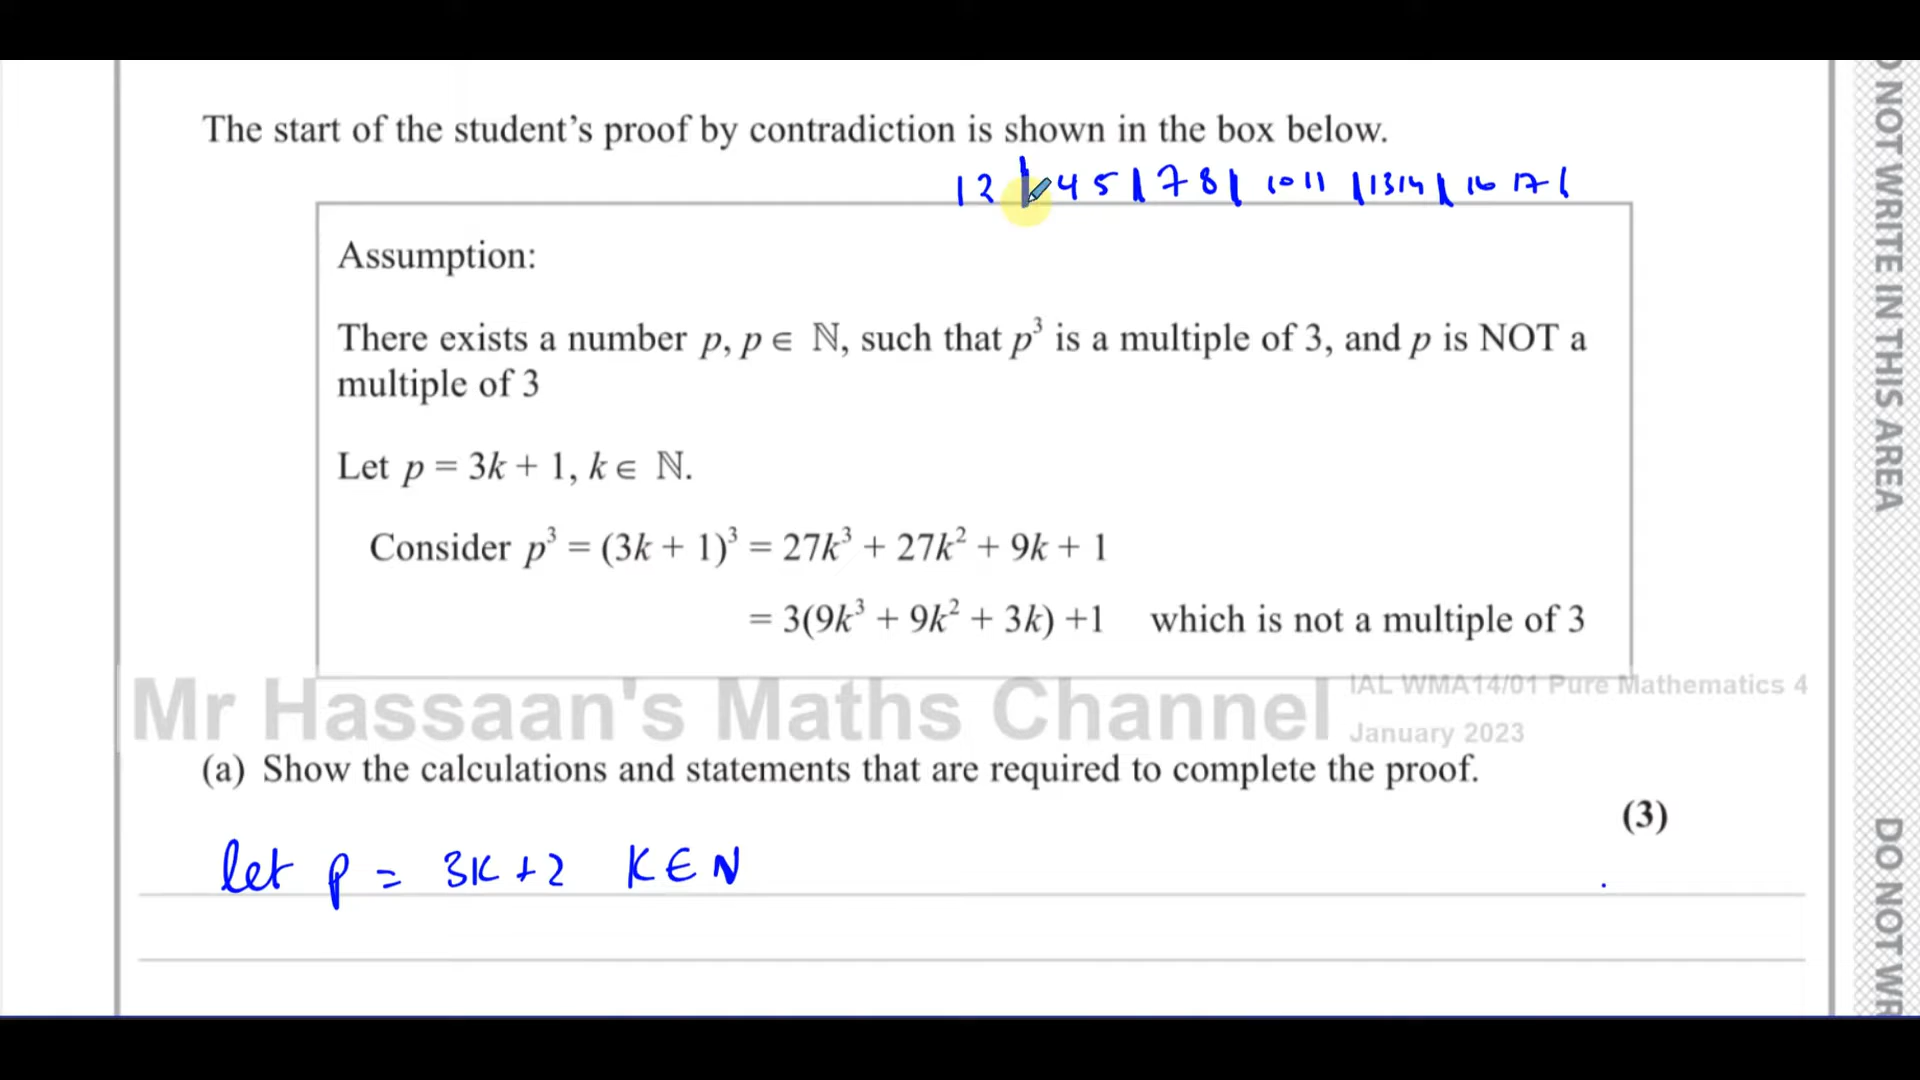 The start of the student's proof by contradiction is shown in the box below.
1 2 | 4 5 | 7 8 | 10 11 | 13 14 | 16 17 |
Assumption:
There exists a number p, p ∈ ℕ, such that p³ is a multiple of 3, and p is NOT a
multiple of 3
Let p = 3k + 1, k ∈ ℕ.
Consider p³ = (3k + 1)³ = 27k³ + 27k² + 9k + 1
= 3(9k³ + 9k² + 3k) +1 which is not a multiple of 3
Mr Hassaan's Maths Channel
IAL WMA14/01 Pure Mathematics 4
January 2023
(a) Show the calculations and statements that are required to complete the proof.
(3)
let p = 3k+2 K ∈ N
O NOT WRITE IN THIS AREA
DO NOT WR